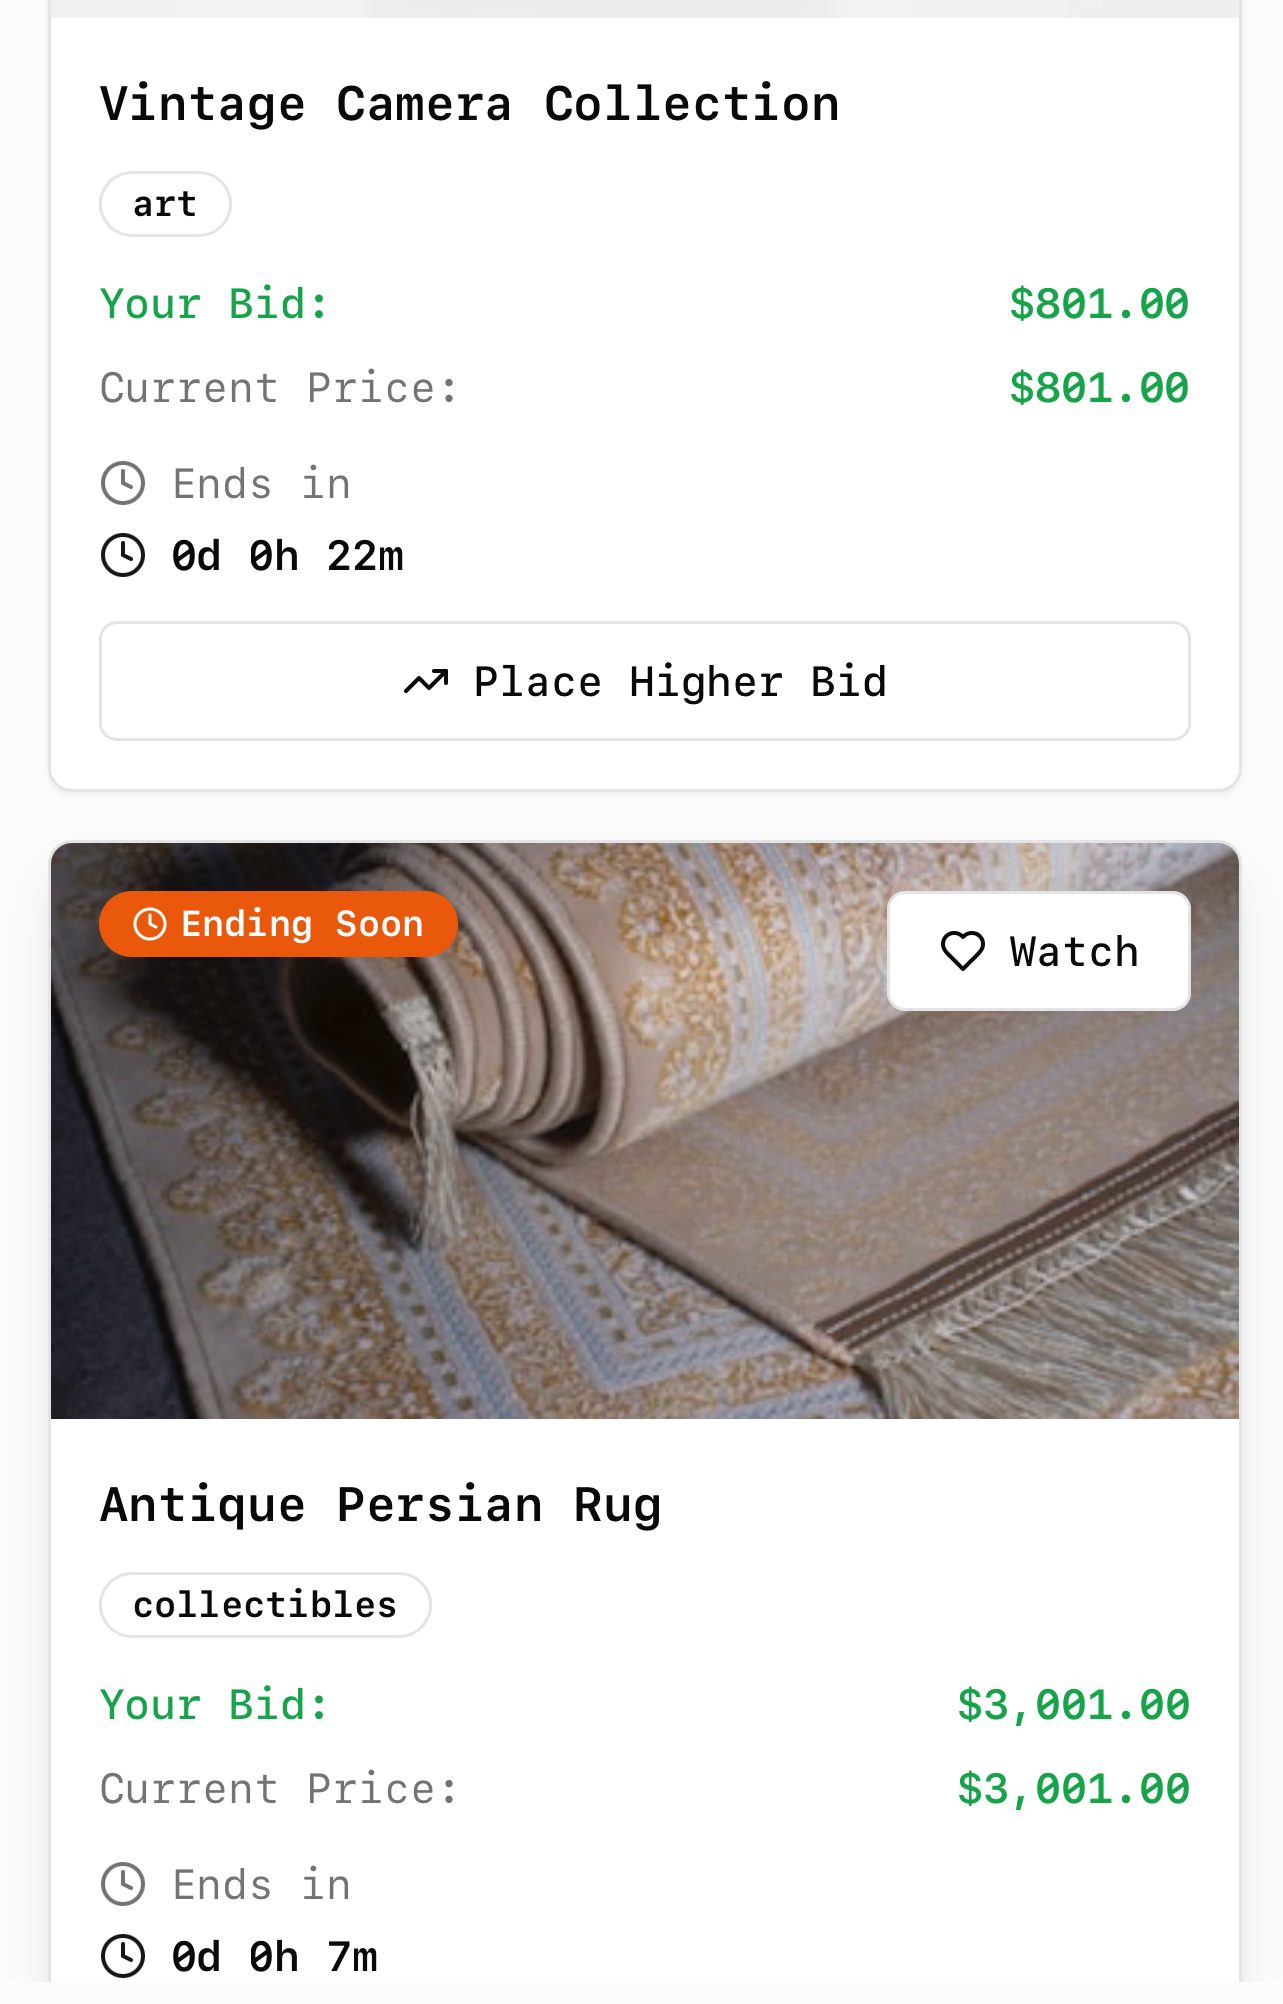 Vintage Camera Collection
art
Your Bid: $801.00
Current Price: $801.00
Ends in
0d 0h 22m
Place Higher Bid
Ending Soon
Watch
Antique Persian Rug
collectibles
Your Bid: $3,001.00
Current Price: $3,001.00
Ends in
0d 0h 7m